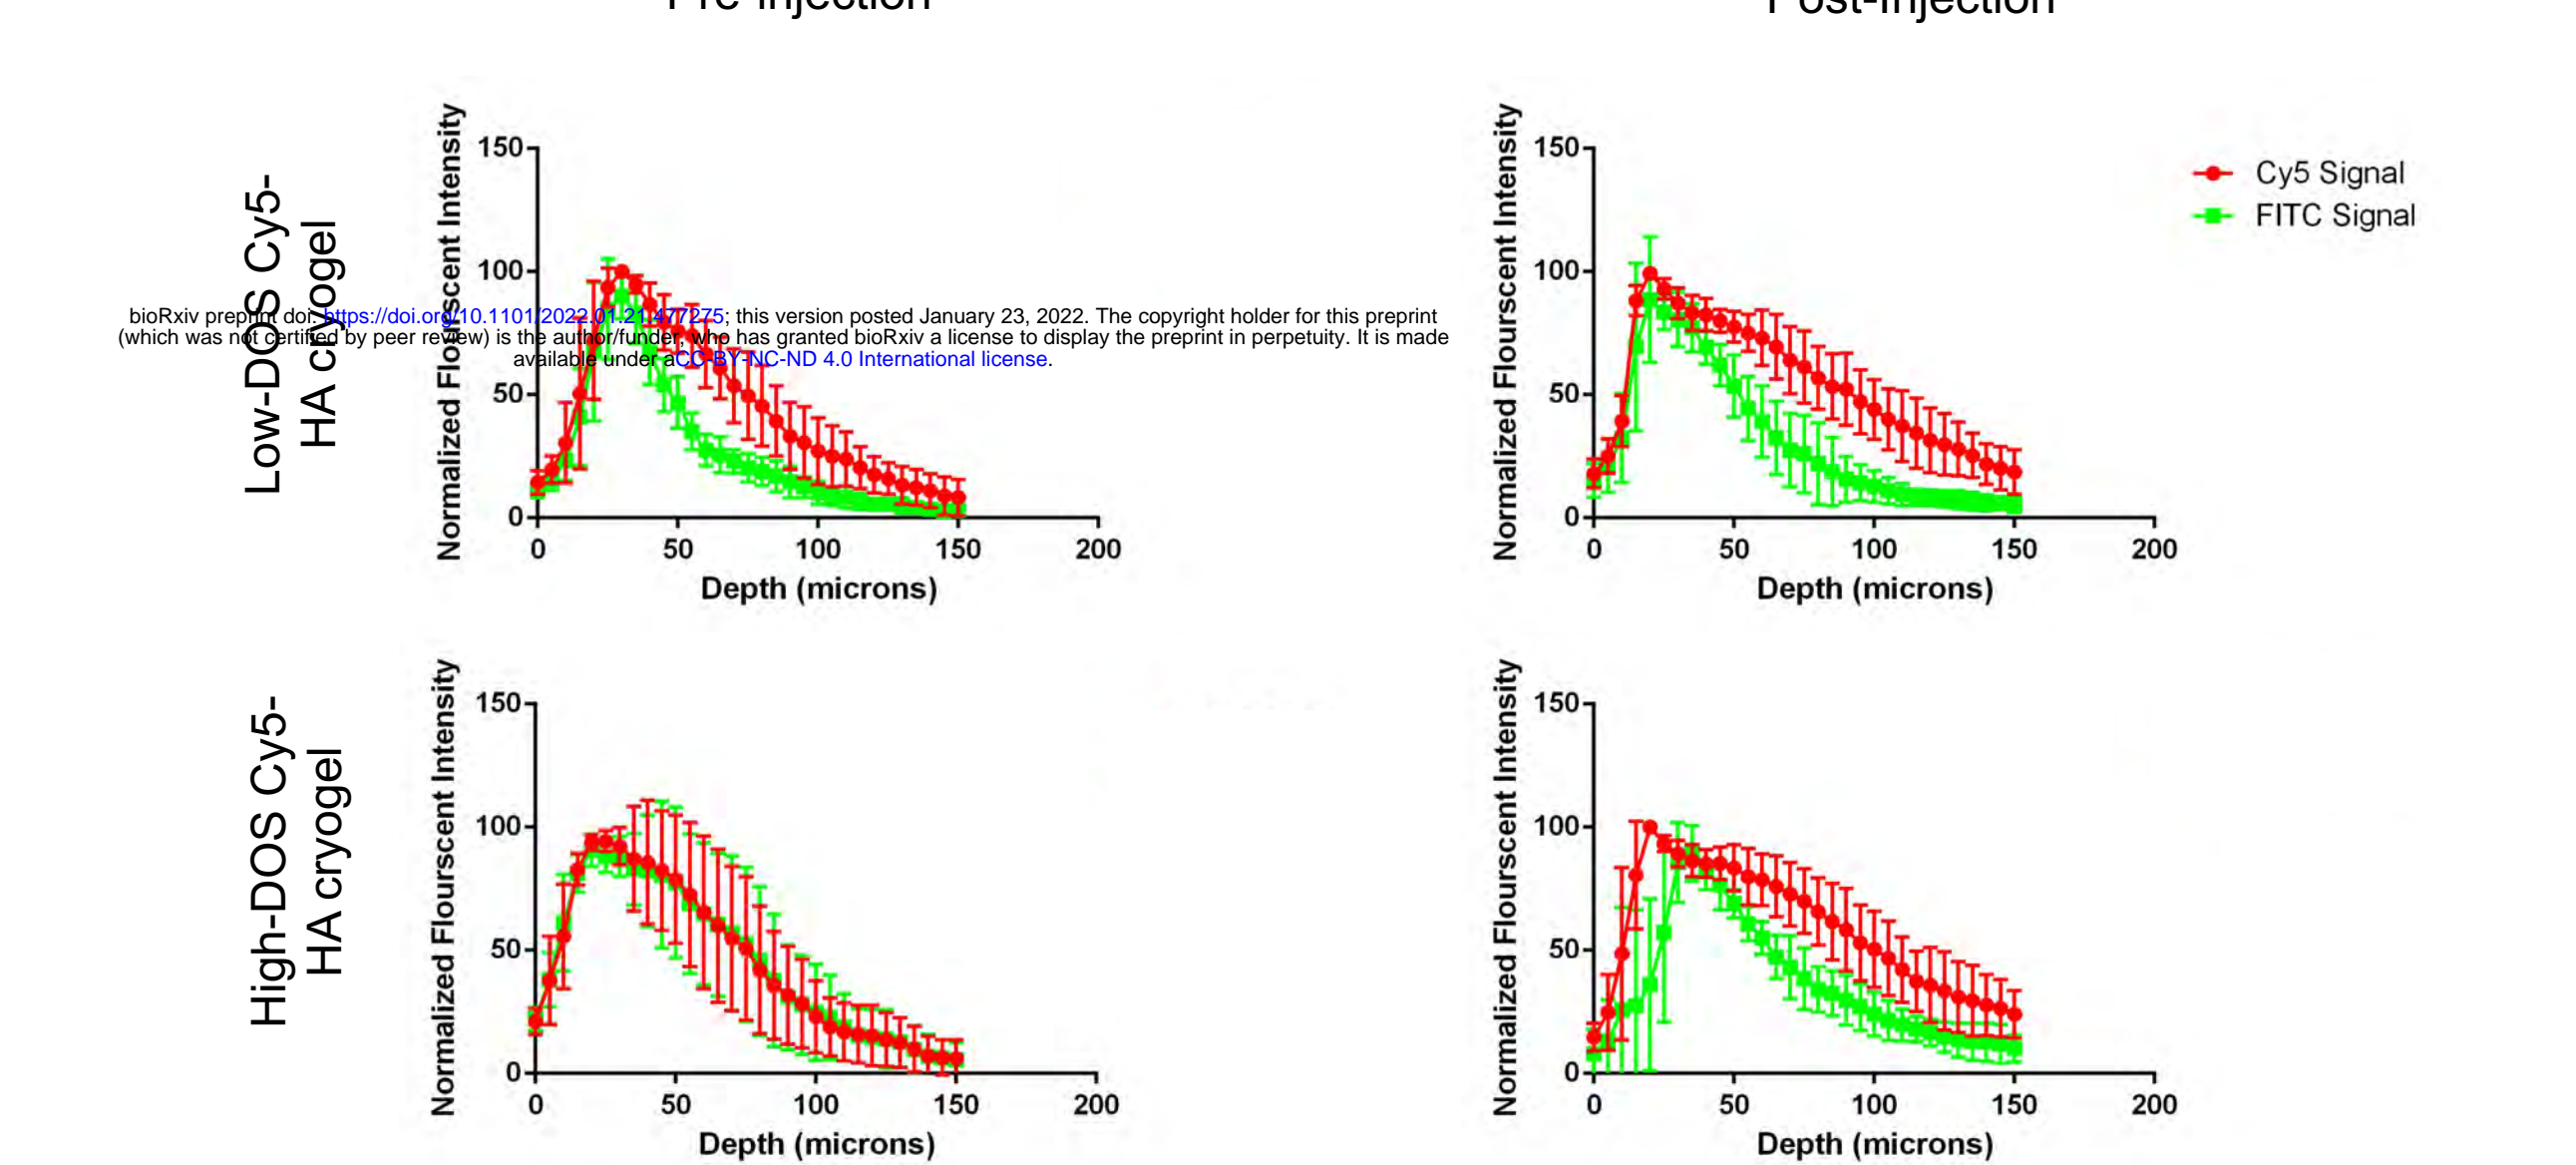 Pre-Injection
Post-Injection
Low-DOS Cy5-
HA cryogel
Normalized Flourscent Intensity
150
100
50
0
0 50 100 150 200
Depth (microns)
Normalized Flourscent Intensity
150
100
50
0
0 50 100 150 200
Depth (microns)
Cy5 Signal
FITC Signal
bioRxiv preprint doi: https://doi.org/10.1101/2022.01.21.477275; this version posted January 23, 2022. The copyright holder for this preprint
(which was not certified by peer review) is the author/funder, who has granted bioRxiv a license to display the preprint in perpetuity. It is made
available under aCC-BY-NC-ND 4.0 International license.
High-DOS Cy5-
HA cryogel
Normalized Flourscent Intensity
150
100
50
0
0 50 100 150 200
Depth (microns)
Normalized Flourscent Intensity
150
100
50
0
0 50 100 150 200
Depth (microns)